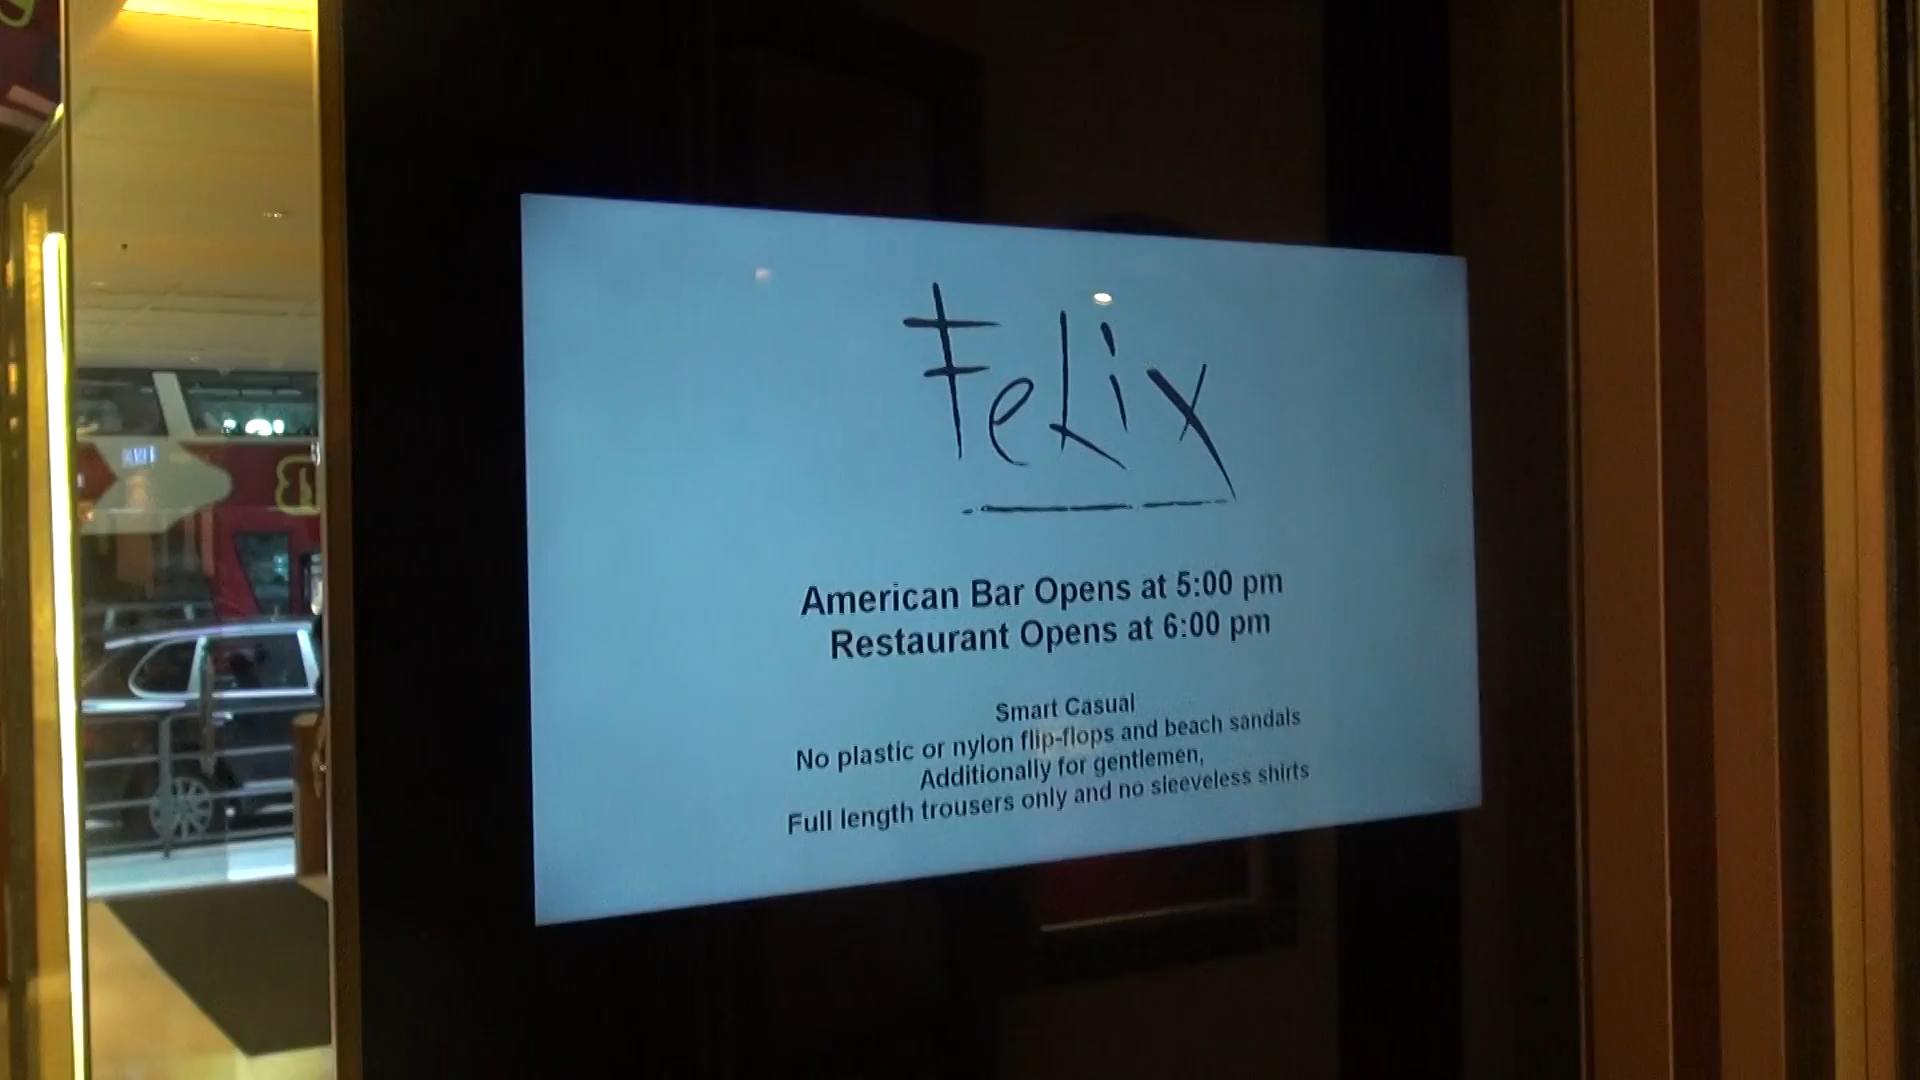 Felix
American Bar Opens at 5:00 pm
Restaurant Opens at 6:00 pm
Smart Casual
No plastic or nylon flip-flops and beach sandals
Additionally for gentlemen,
Full length trousers only and no sleeveless shirts